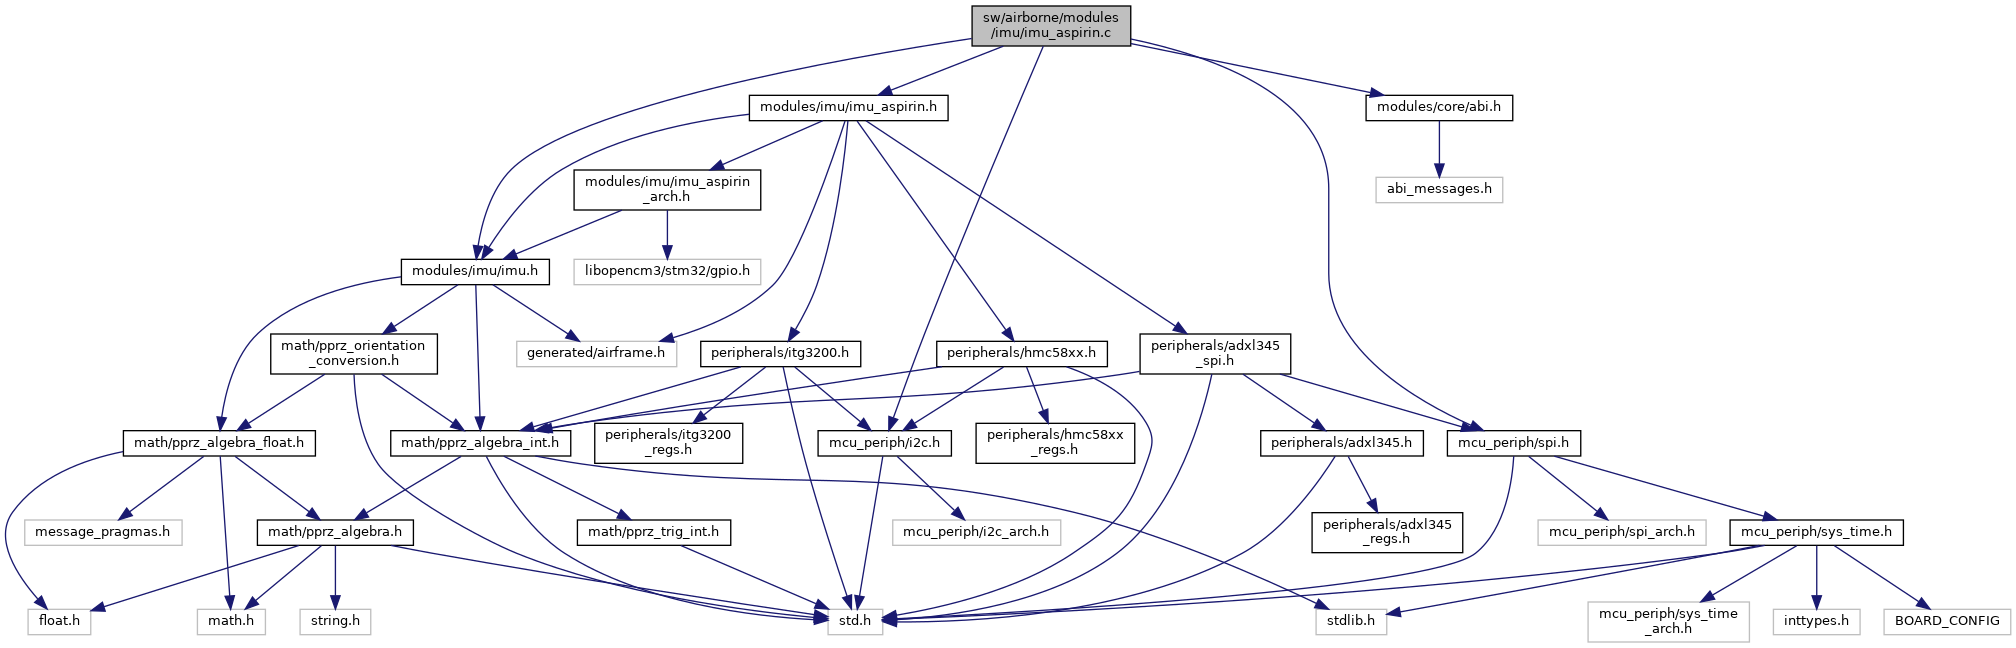 sw/airborne/modules
/imu/imu_aspirin.c
modules/imu/imu_aspirin.h
modules/core/abi.h
modules/imu/imu_aspirin
_arch.h
abi_messages.h
modules/imu/imu.h
libopencm3/stm32/gpio.h
math/pprz_orientation
_conversion.h
generated/airframe.h
peripherals/itg3200.h
peripherals/hmc58xx.h
peripherals/adxl345
_spi.h
math/pprz_algebra_float.h
math/pprz_algebra_int.h
peripherals/itg3200
_regs.h
mcu_periph/i2c.h
peripherals/hmc58xx
_regs.h
peripherals/adxl345.h
mcu_periph/spi.h
message_pragmas.h
math/pprz_algebra.h
math/pprz_trig_int.h
mcu_periph/i2c_arch.h
peripherals/adxl345
_regs.h
mcu_periph/spi_arch.h
mcu_periph/sys_time.h
float.h
math.h
string.h
std.h
stdlib.h
mcu_periph/sys_time
_arch.h
inttypes.h
BOARD_CONFIG